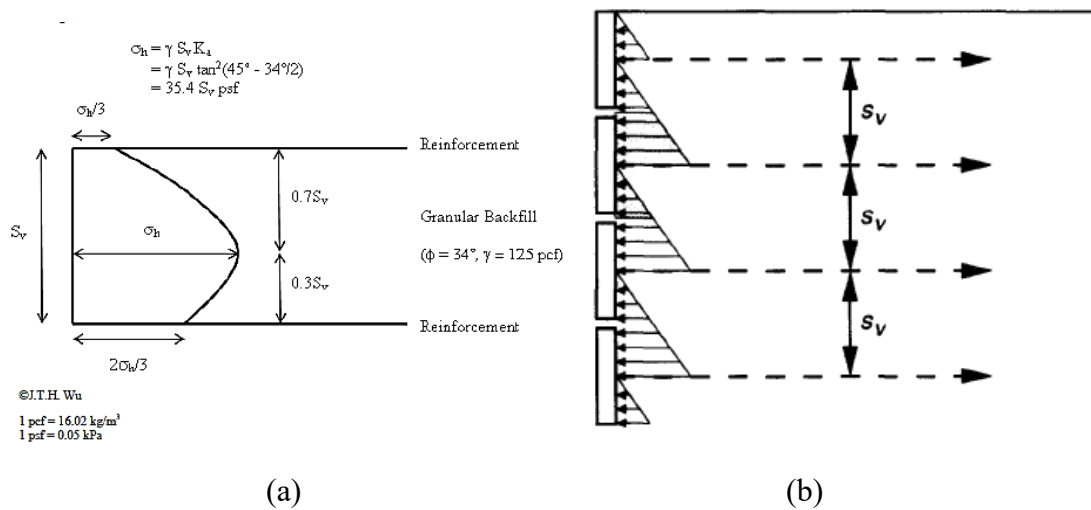 σₕ = γ Sᵥ Kₐ
= γ Sᵥ tan²(45° - 34°/2)
= 35.4 Sᵥ psf
σₕ/3
Reinforcement
Sᵥ
σₕ
0.7Sᵥ
Granular Backfill
(ϕ = 34°, γ = 125 pcf)
0.3Sᵥ
Reinforcement
2σₕ/3
©J.T.H. Wu
1 pcf = 16.02 kg/m³
1 psf = 0.05 kPa
(a)
Sᵥ
Sᵥ
Sᵥ
(b)